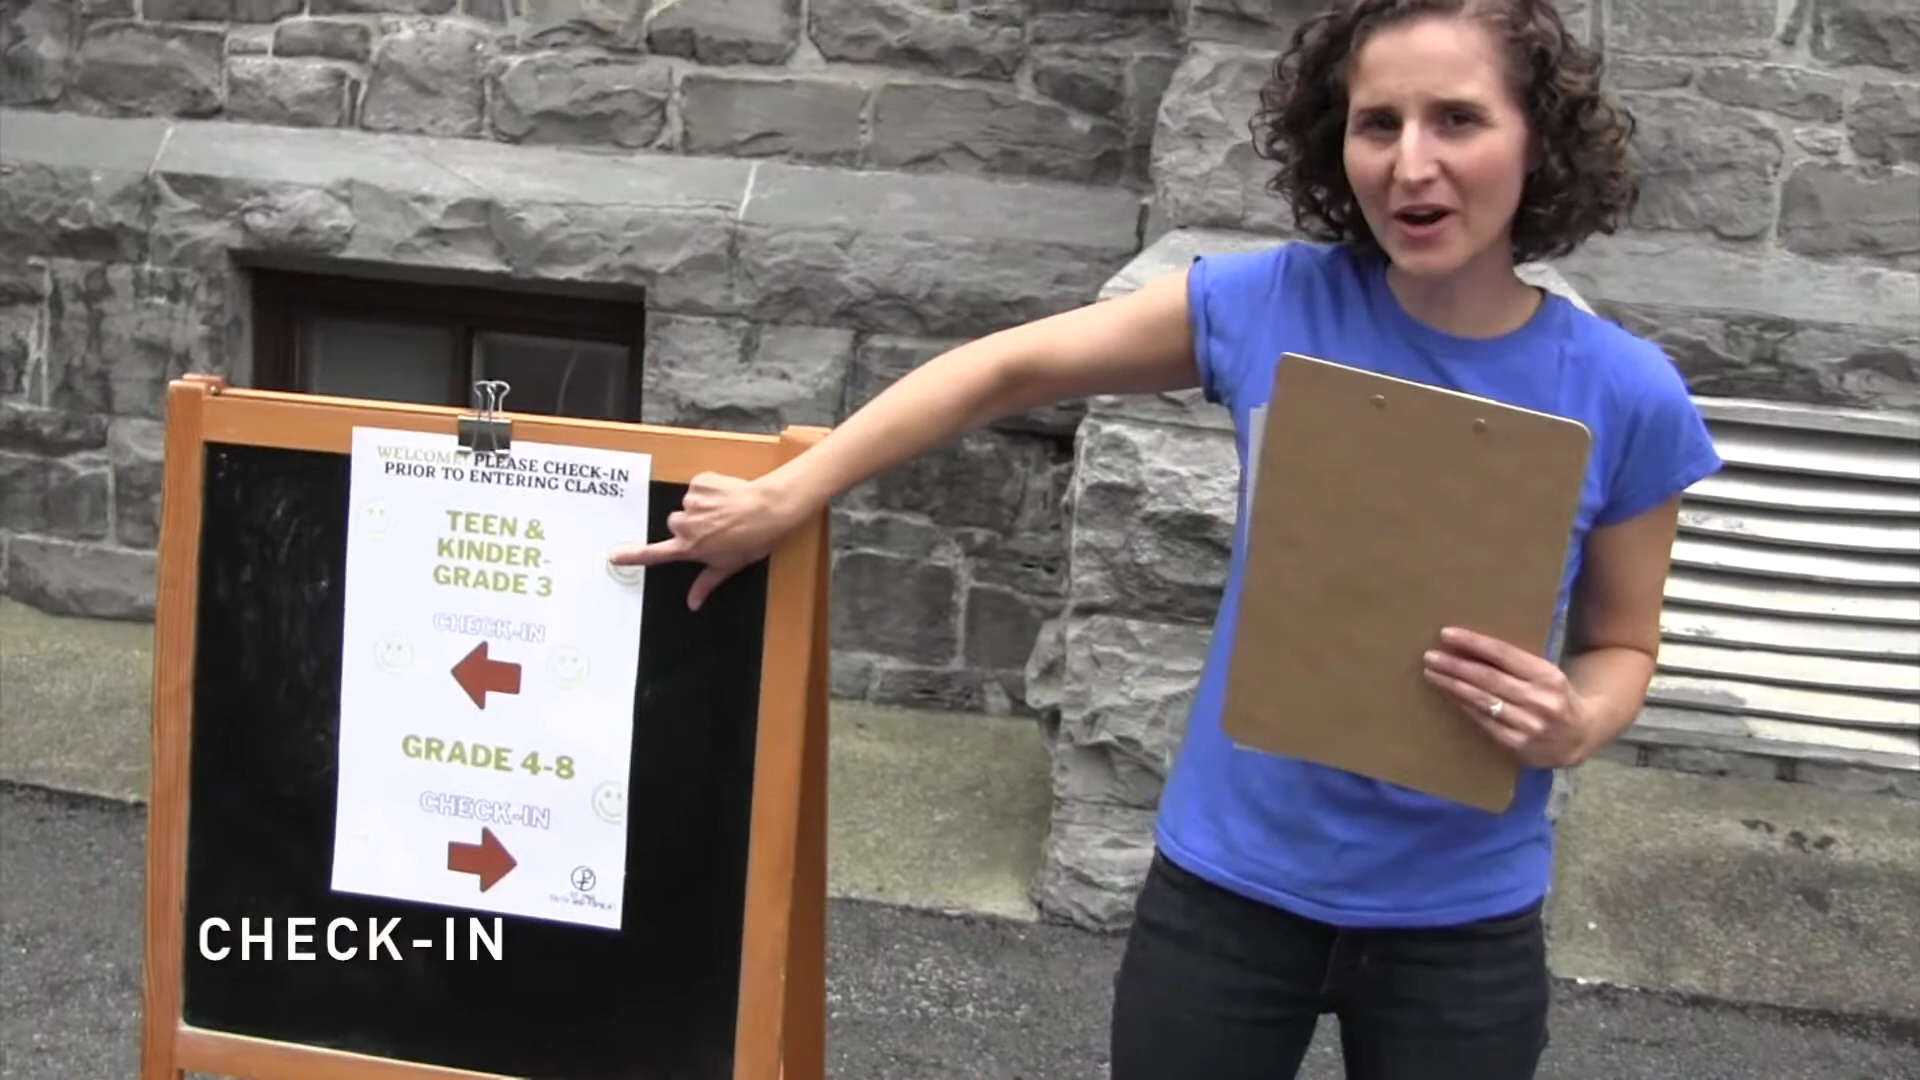 WELCOME! PLEASE CHECK-IN
PRIOR TO ENTERING CLASS:
TEEN &
KINDER-
GRADE 3
CHECK-IN
GRADE 4-8
CHECK-IN
CHECK-IN